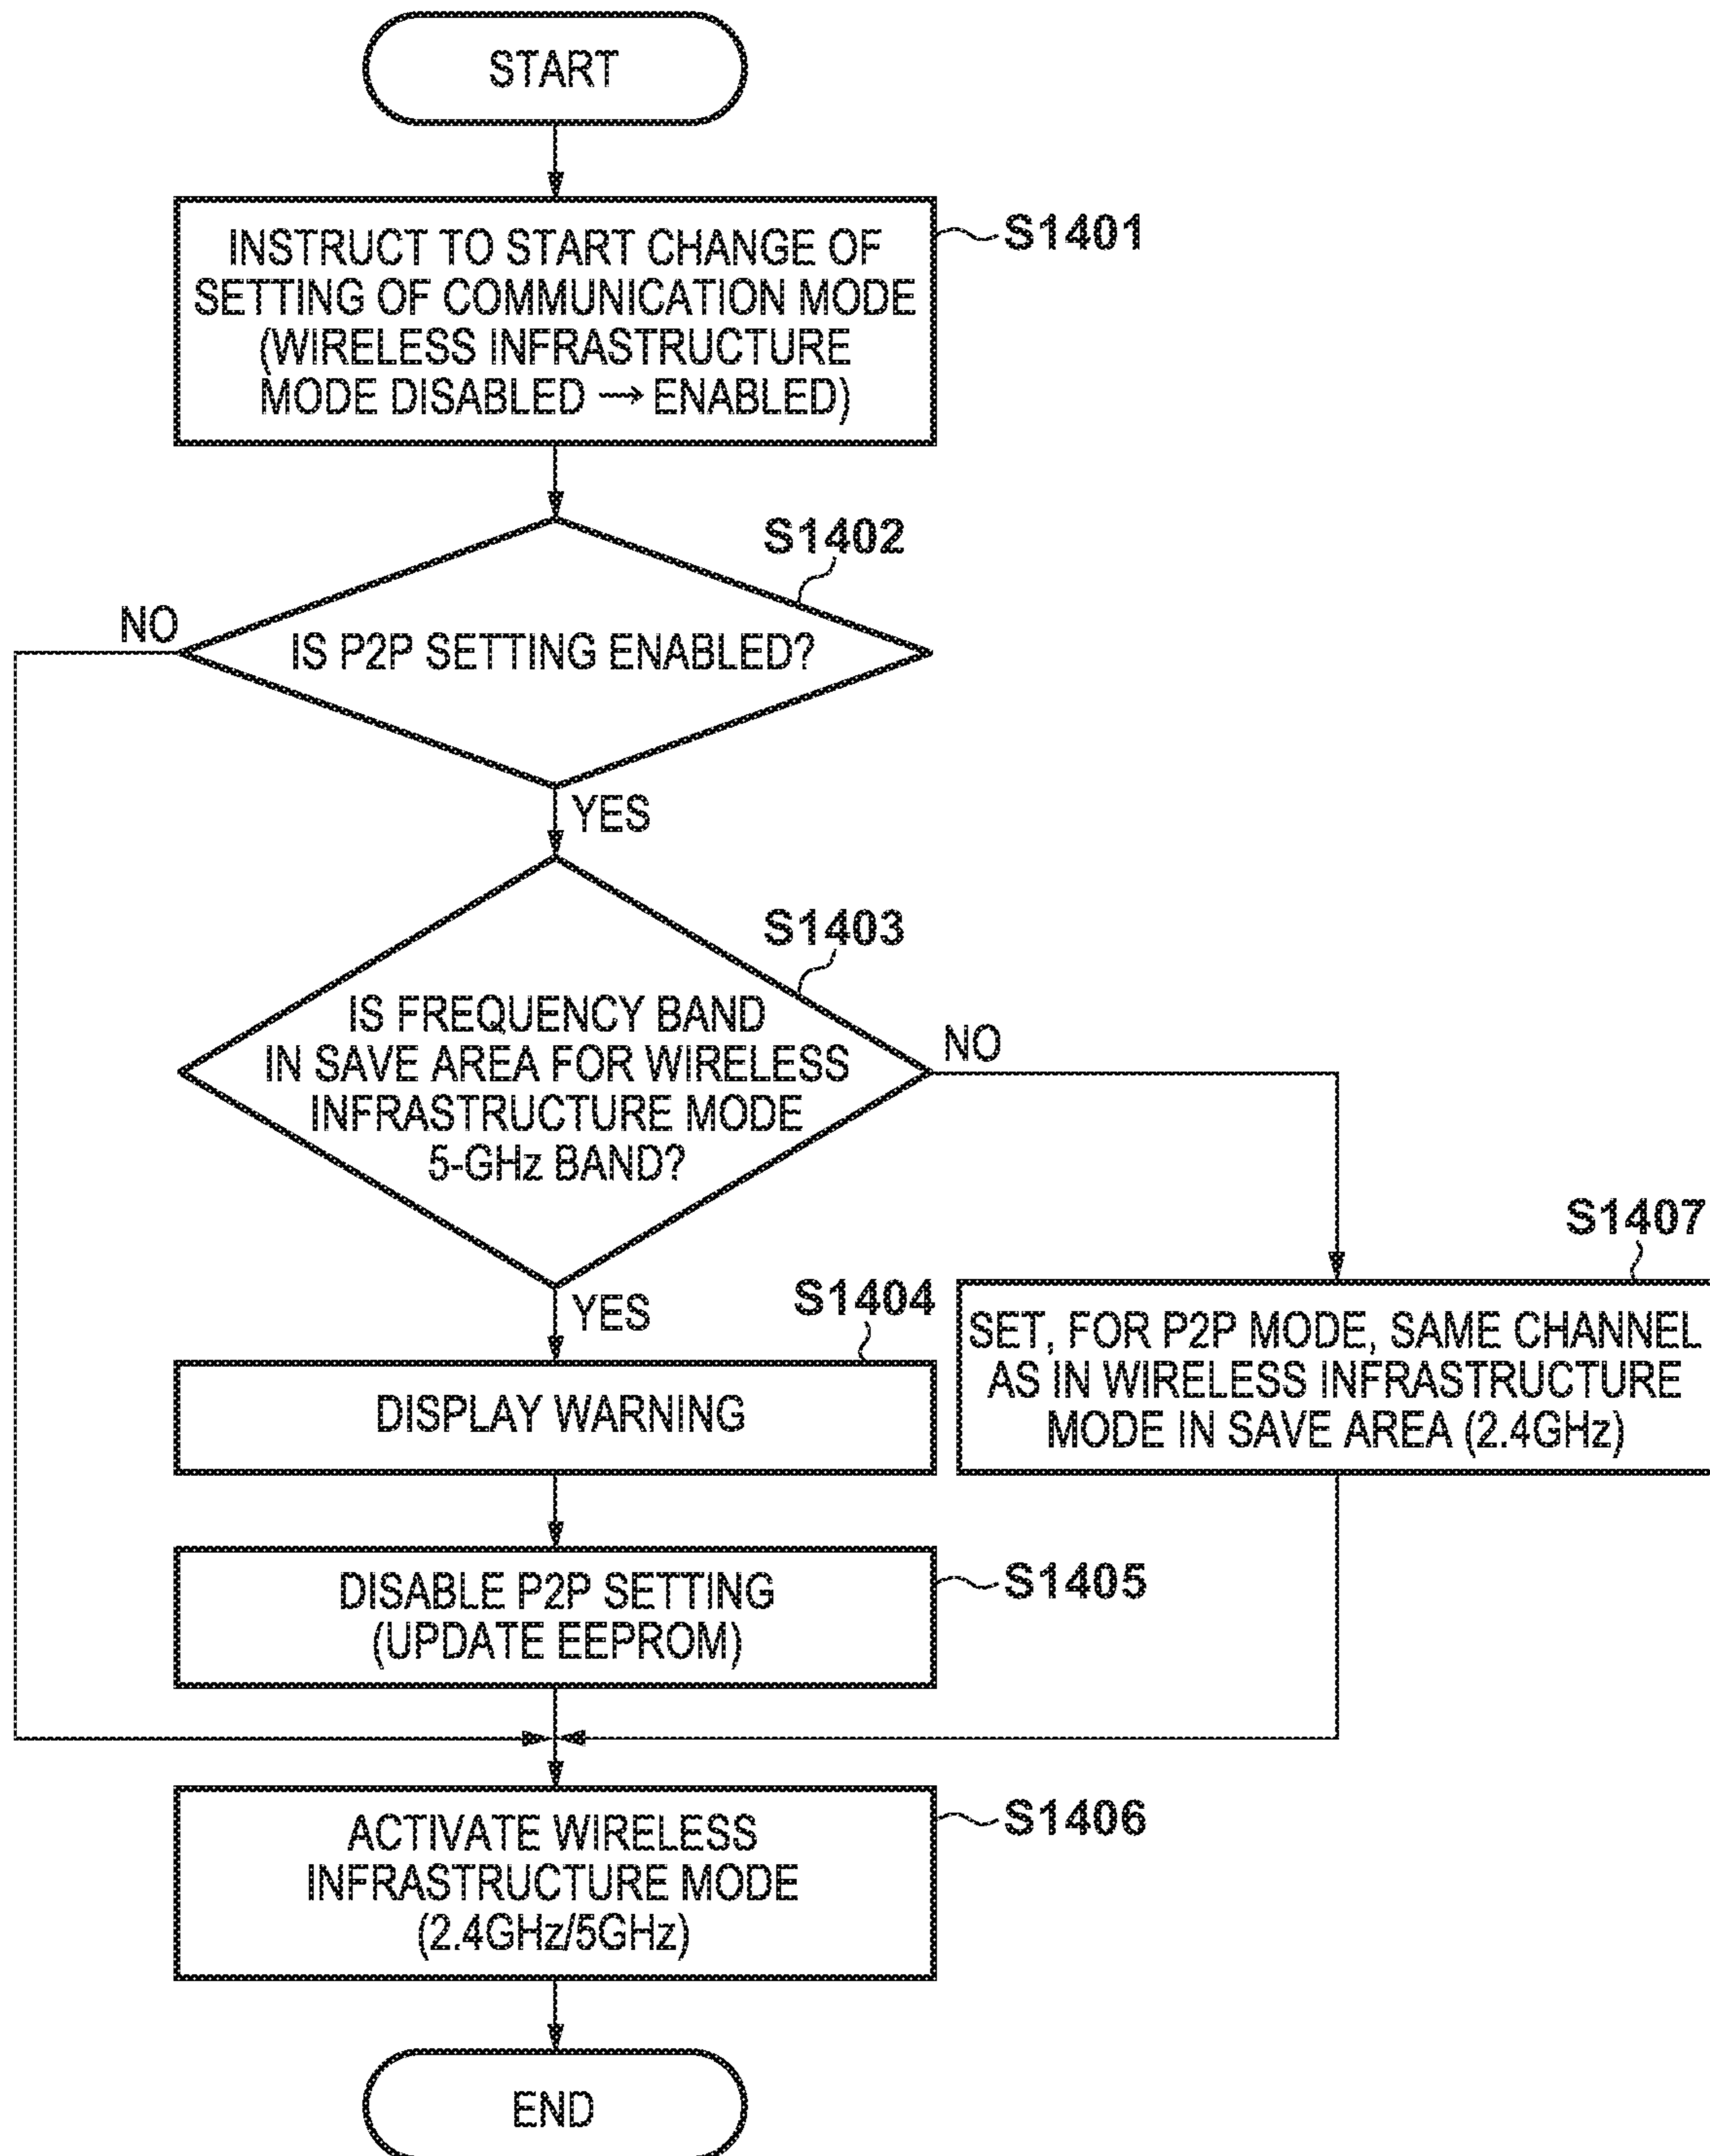 START
INSTRUCT TO START CHANGE OF
SETTING OF COMMUNICATION MODE
(WIRELESS INFRASTRUCTURE
MODE DISABLED → ENABLED)
S1401
S1402
NO
IS P2P SETTING ENABLED?
YES
S1403
IS FREQUENCY BAND
IN SAVE AREA FOR WIRELESS
INFRASTRUCTURE MODE
5-GHz BAND?
NO
YES
S1404
DISPLAY WARNING
S1407
SET, FOR P2P MODE, SAME CHANNEL
AS IN WIRELESS INFRASTRUCTURE
MODE IN SAVE AREA (2.4GHz)
DISABLE P2P SETTING
(UPDATE EEPROM)
S1405
ACTIVATE WIRELESS
INFRASTRUCTURE MODE
(2.4GHz/5GHz)
S1406
END